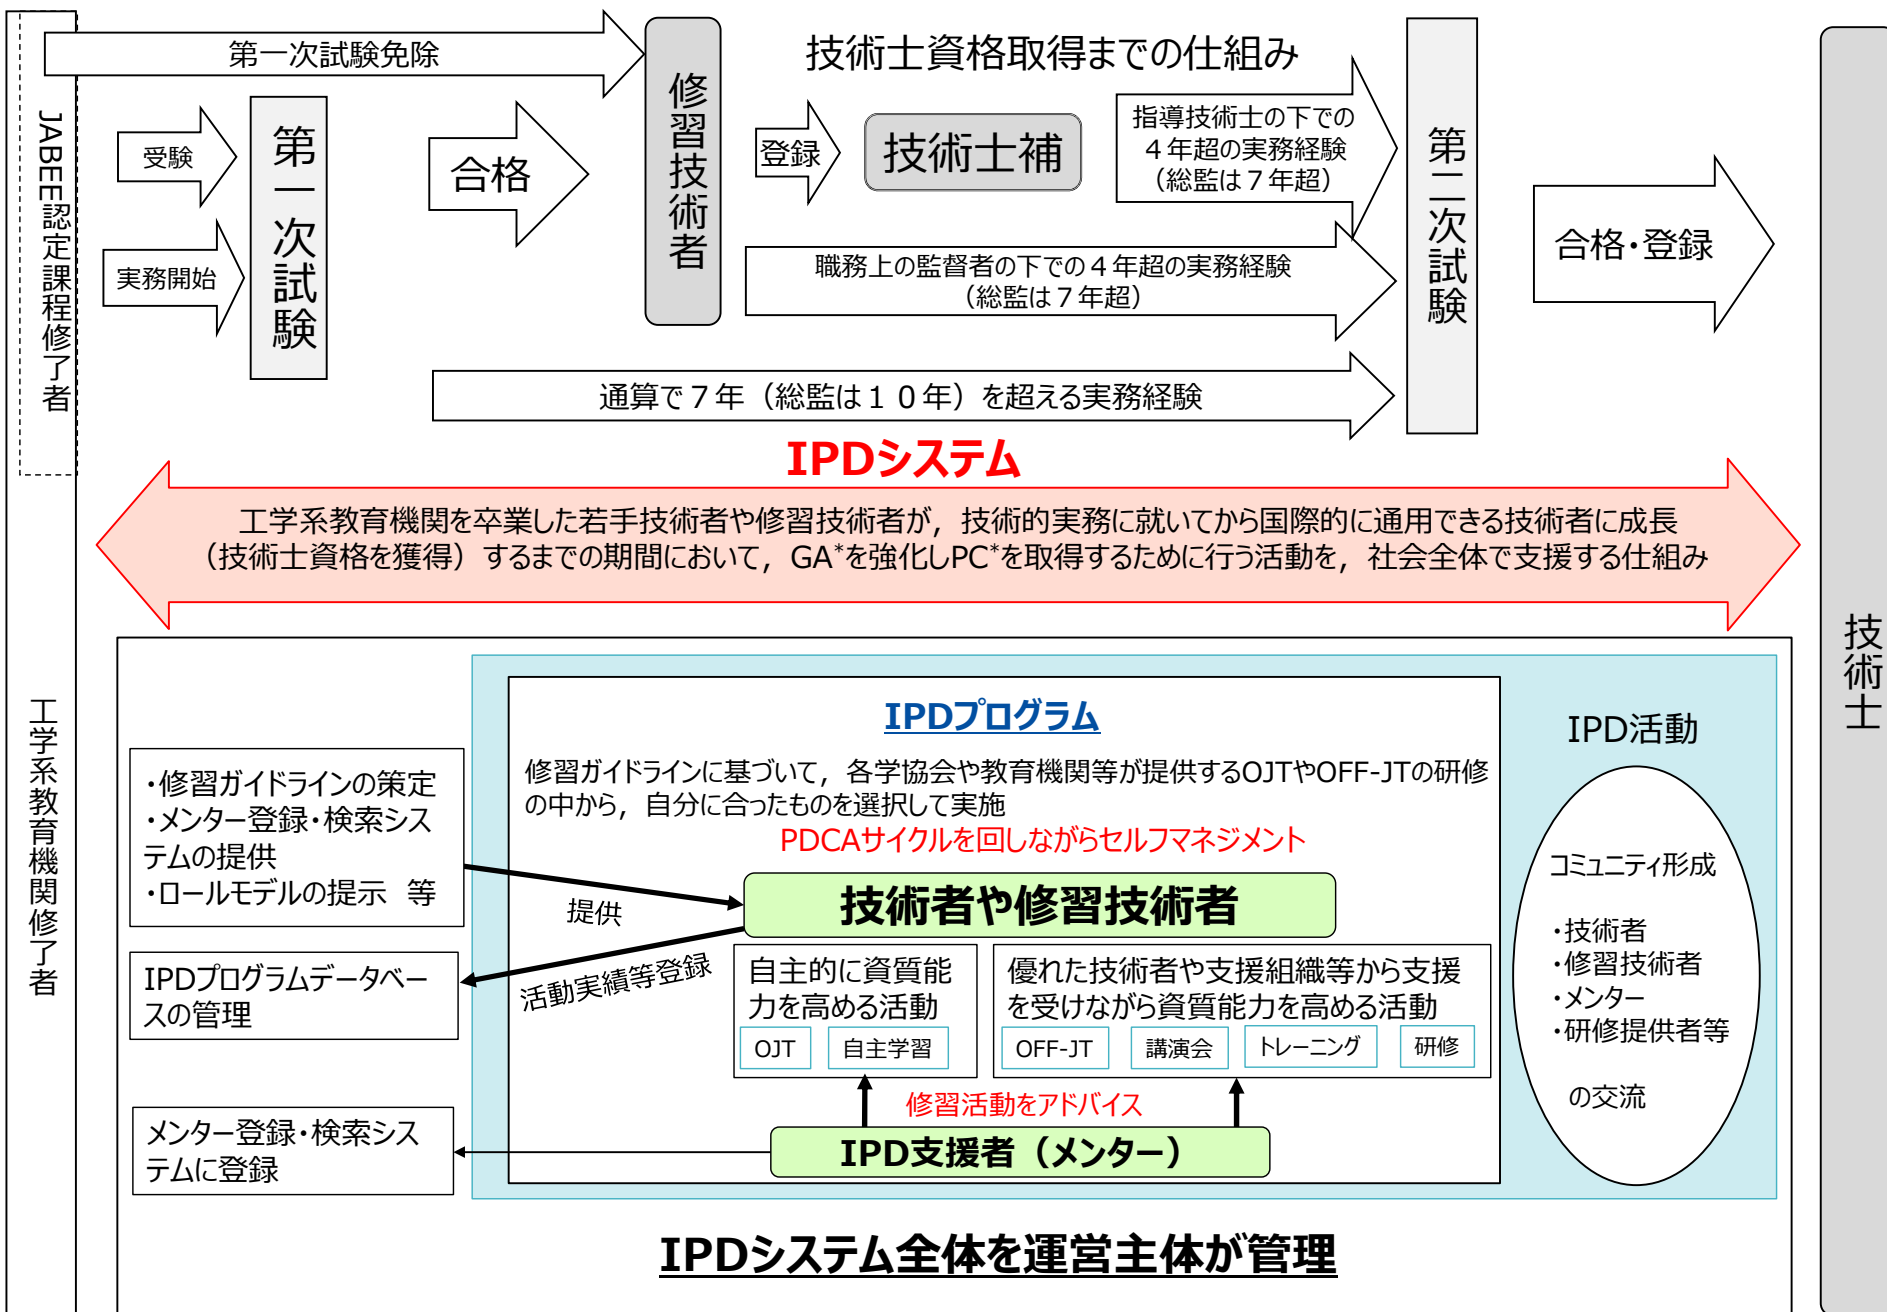 第一次試験免除
技術士資格取得までの仕組み
JABEE認定課程修了者
受験
実務開始
第一次試験
合格
修習技術者
登録
技術士補
指導技術士の下での
４年超の実務経験
（総監は７年超）
職務上の監督者の下での４年超の実務経験
（総監は７年超）
通算で７年（総監は１０年）を超える実務経験
第二次試験
合格・登録
技術士
IPDシステム
工学系教育機関を卒業した若手技術者や修習技術者が，技術的実務に就いてから国際的に通用できる技術者に成長
（技術士資格を獲得）するまでの期間において，GA*を強化しPC*を取得するために行う活動を，社会全体で支援する仕組み
工学系教育機関修了者
・修習ガイドラインの策定
・メンター登録・検索シス
テムの提供
・ロールモデルの提示　等
IPDプログラムデータベー
スの管理
メンター登録・検索シス
テムに登録
提供
活動実績等登録
IPDプログラム
修習ガイドラインに基づいて，各学協会や教育機関等が提供するOJTやOFF-JTの研修
の中から，自分に合ったものを選択して実施
PDCAサイクルを回しながらセルフマネジメント
技術者や修習技術者
自主的に資質能
力を高める活動
OJT
自主学習
優れた技術者や支援組織等から支援
を受けながら資質能力を高める活動
OFF-JT
講演会
トレーニング
研修
修習活動をアドバイス
IPD支援者（メンター）
IPD活動
コミュニティ形成
・技術者
・修習技術者
・メンター
・研修提供者等
の交流
IPDシステム全体を運営主体が管理